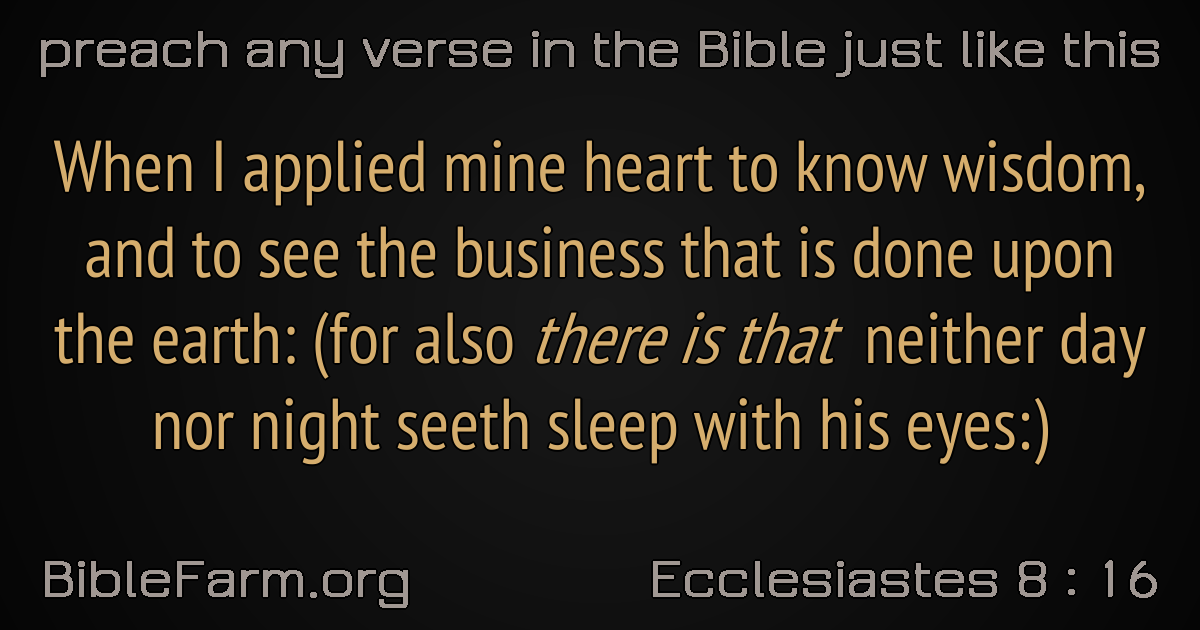 preach any verse in the Bible just like this
When I applied mine heart to know wisdom,
and to see the business that is done upon
the earth: (for also there is that neither day
nor night seeth sleep with his eyes:)
BibleFarm.org
Ecclesiastes 8 : 16